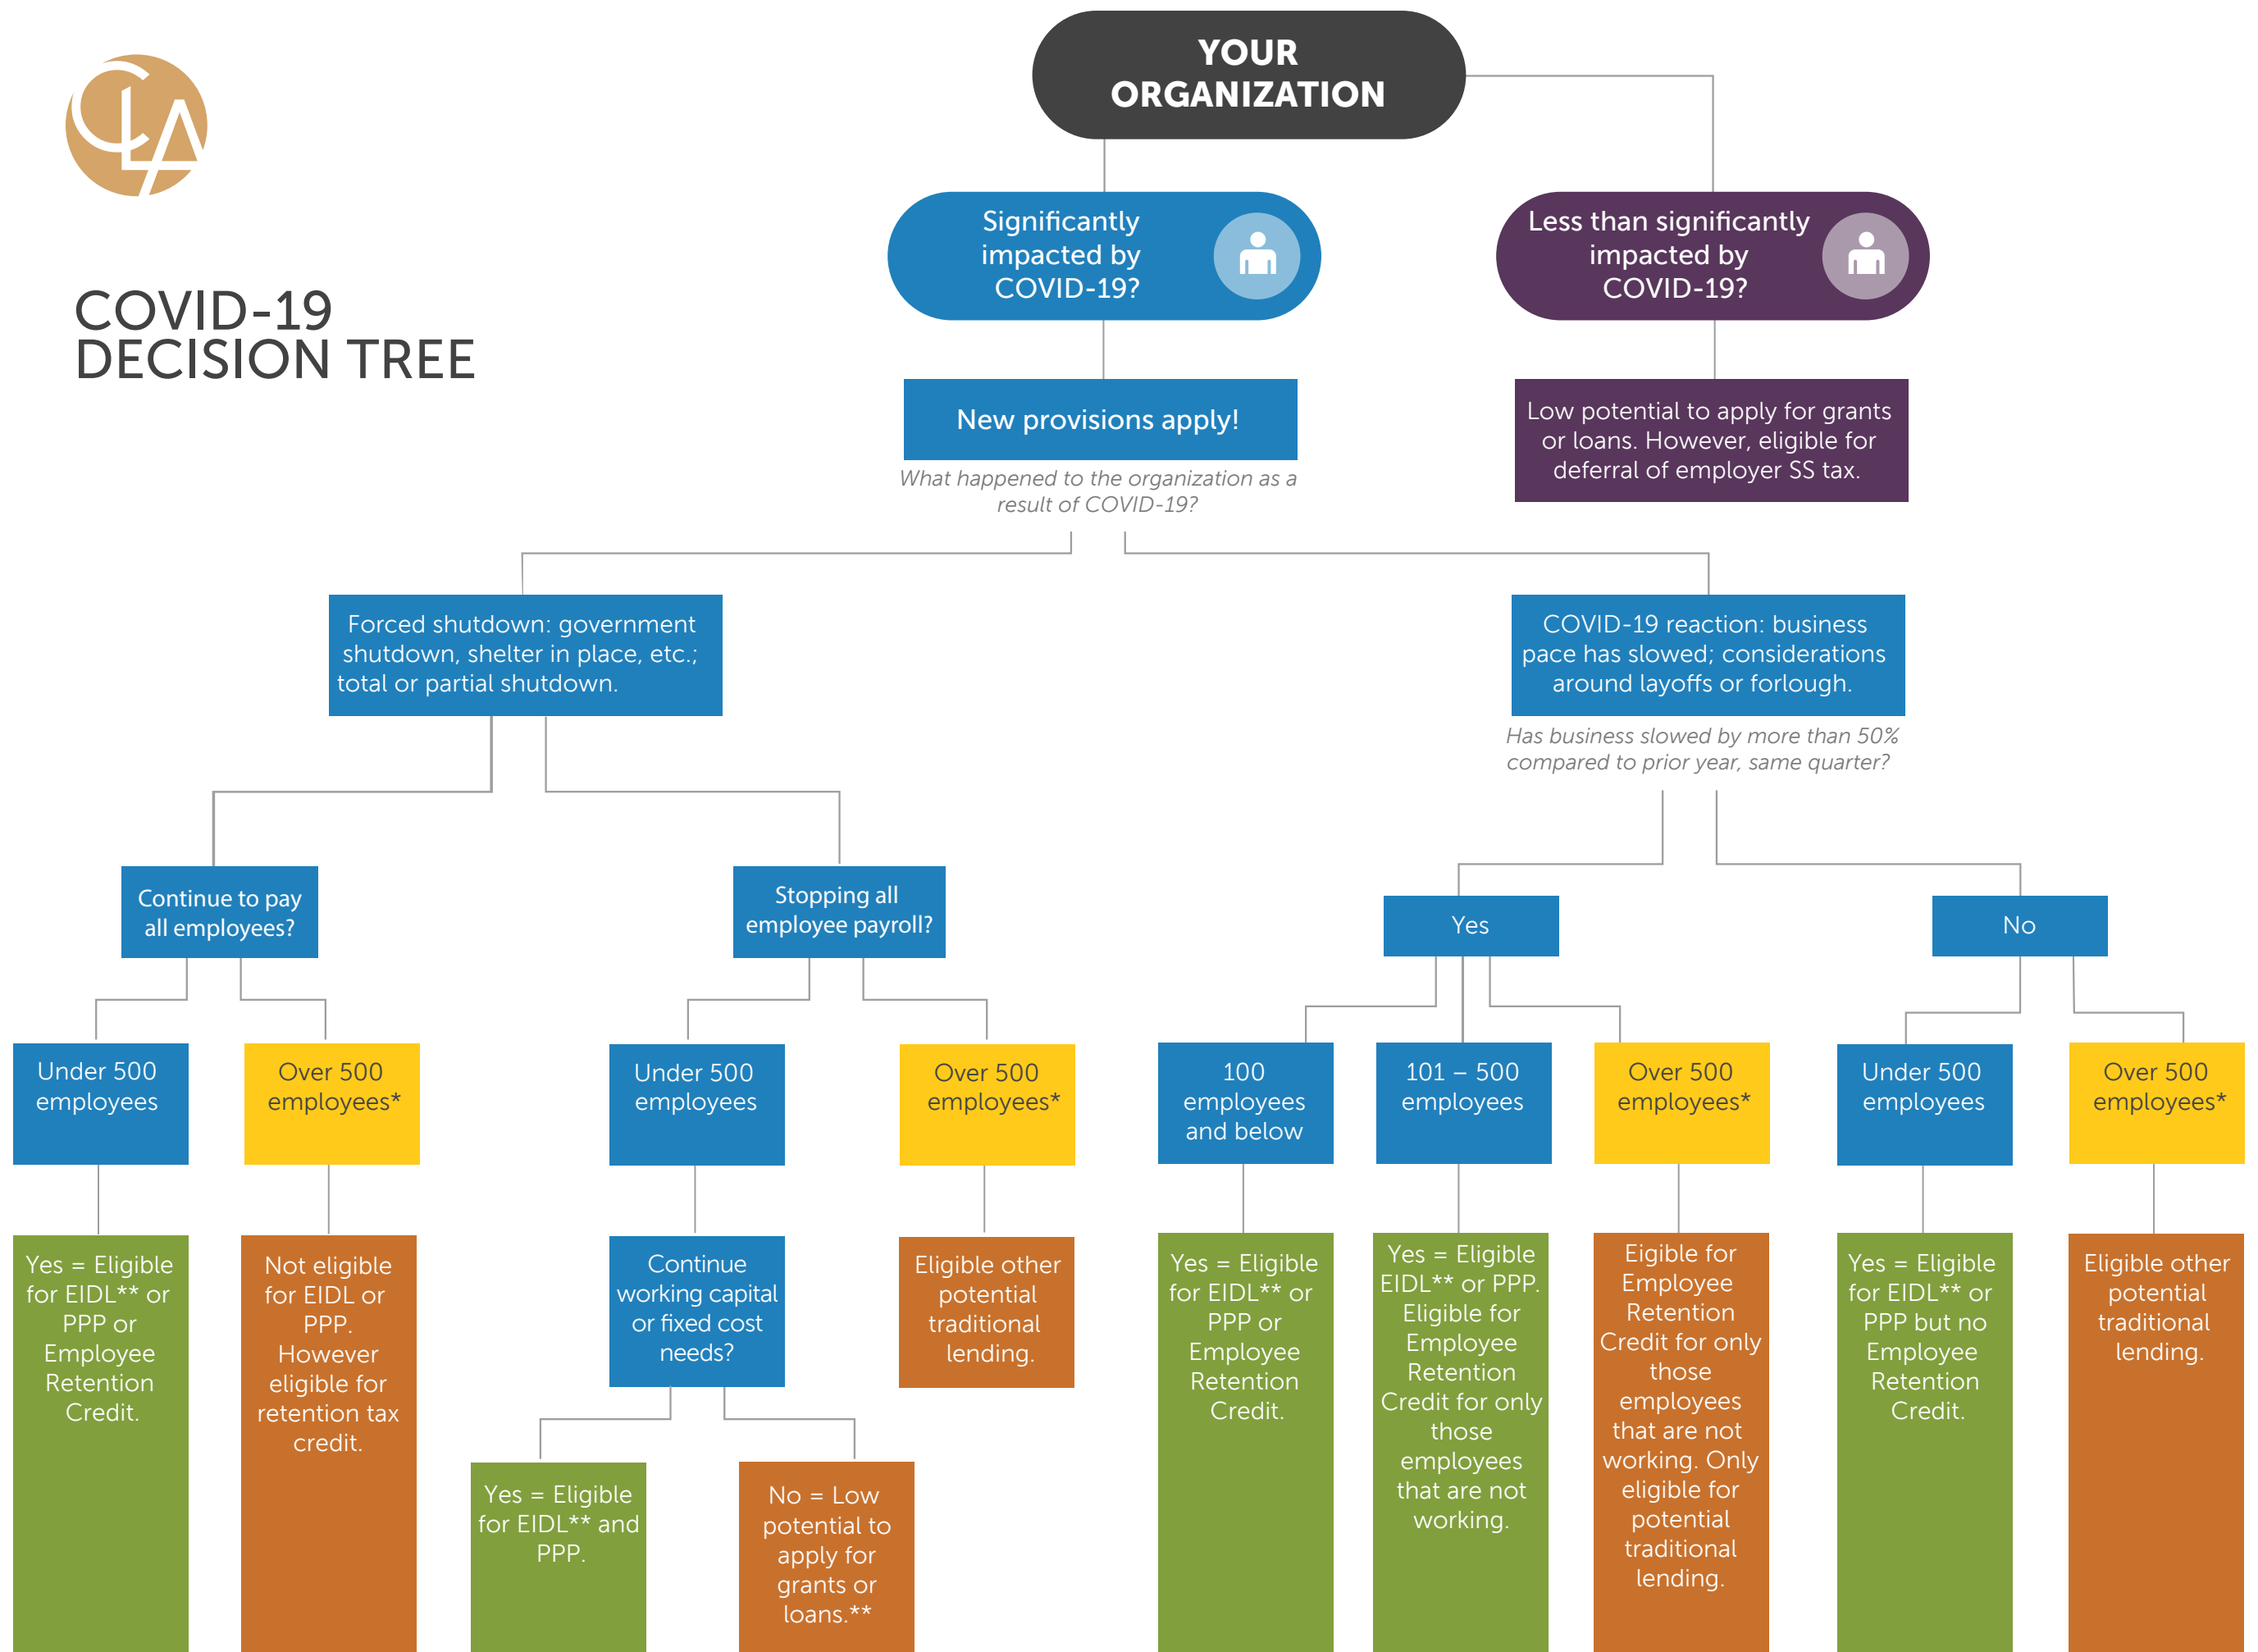 CLA
COVID-19
DECISION TREE
YOUR
ORGANIZATION
Significantly
impacted by
COVID-19?
Less than significantly
impacted by
COVID-19?
New provisions apply!
What happened to the organization as a
result of COVID-19?
Low potential to apply for grants
or loans. However, eligible for
deferral of employer SS tax.
Forced shutdown: government
shutdown, shelter in place, etc.;
total or partial shutdown.
COVID-19 reaction: business
pace has slowed; considerations
around layoffs or forlough.
Has business slowed by more than 50%
compared to prior year, same quarter?
Continue to pay
all employees?
Stopping all
employee payroll?
Yes
No
Under 500
employees
Over 500
employees*
Under 500
employees
Over 500
employees*
100
employees
and below
101 – 500
employees
Over 500
employees*
Under 500
employees
Over 500
employees*
Yes = Eligible
for EIDL** or
PPP or
Employee
Retention
Credit.
Not eligible
for EIDL or
PPP.
However
eligible for
retention tax
credit.
Continue
working capital
or fixed cost
needs?
Eligible other
potential
traditional
lending.
Yes = Eligible
for EIDL** or
PPP or
Employee
Retention
Credit.
Yes = Eligible
EIDL** or PPP.
Eligible for
Employee
Retention
Credit for only
those
employees
that are not
working.
Eigible for
Employee
Retention
Credit for only
those
employees
that are not
working. Only
eligible for
potential
traditional
lending.
Yes = Eligible
for EIDL** or
PPP but no
Employee
Retention
Credit.
Eligible other
potential
traditional
lending.
Yes = Eligible
for EIDL** and
PPP.
No = Low
potential to
apply for
grants or
loans.**